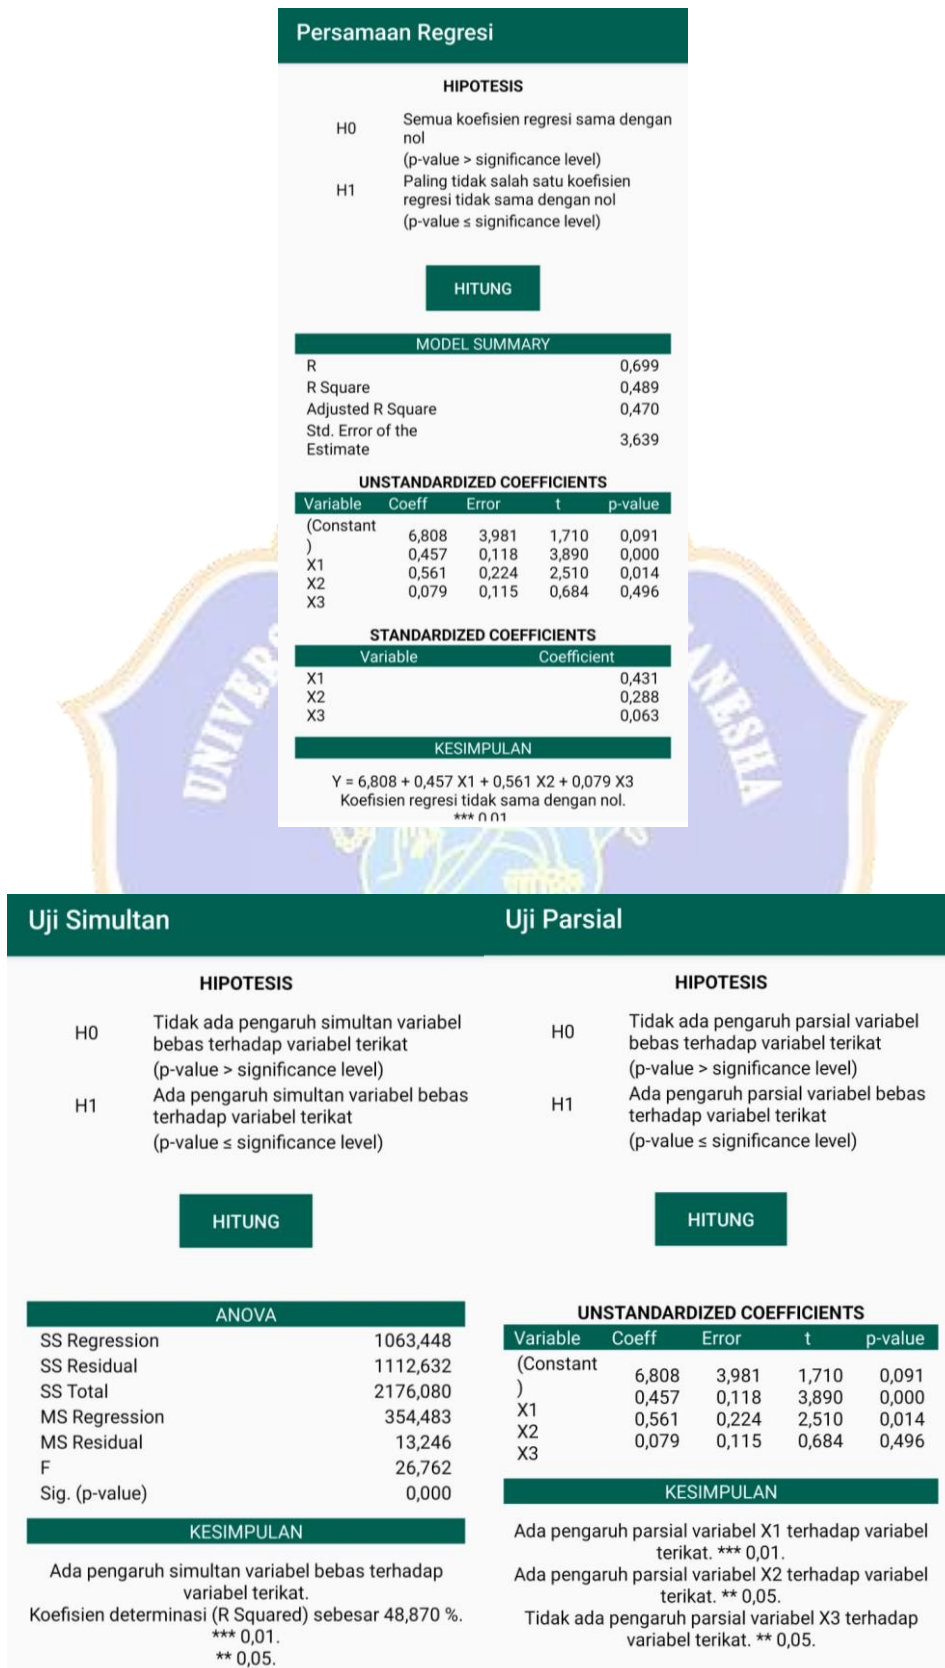 Persamaan Regresi
HIPOTESIS
H0 Semua koefisien regresi sama dengan
nol
(p-value > significance level)
H1 Paling tidak salah satu koefisien
regresi tidak sama dengan nol
(p-value ≤ significance level)
HITUNG
MODEL SUMMARY
R 0,699
R Square 0,489
Adjusted R Square 0,470
Std. Error of the
Estimate 3,639
UNSTANDARDIZED COEFFICIENTS
Variable Coeff Error t p-value
(Constant
) 6,808 3,981 1,710 0,091
X1 0,457 0,118 3,890 0,000
X2 0,561 0,224 2,510 0,014
X3 0,079 0,115 0,684 0,496
STANDARDIZED COEFFICIENTS
Variable Coefficient
X1 0,431
X2 0,288
X3 0,063
KESIMPULAN
Y = 6,808 + 0,457 X1 + 0,561 X2 + 0,079 X3
Koefisien regresi tidak sama dengan nol.
*** 0,01
Uji Simultan
HIPOTESIS
H0 Tidak ada pengaruh simultan variabel
bebas terhadap variabel terikat
(p-value > significance level)
H1 Ada pengaruh simultan variabel bebas
terhadap variabel terikat
(p-value ≤ significance level)
HITUNG
ANOVA
SS Regression 1063,448
SS Residual 1112,632
SS Total 2176,080
MS Regression 354,483
MS Residual 13,246
F 26,762
Sig. (p-value) 0,000
KESIMPULAN
Ada pengaruh simultan variabel bebas terhadap
variabel terikat.
Koefisien determinasi (R Squared) sebesar 48,870 %.
*** 0,01.
** 0,05.
Uji Parsial
HIPOTESIS
H0 Tidak ada pengaruh parsial variabel
bebas terhadap variabel terikat
(p-value > significance level)
H1 Ada pengaruh parsial variabel bebas
terhadap variabel terikat
(p-value ≤ significance level)
HITUNG
UNSTANDARDIZED COEFFICIENTS
Variable Coeff Error t p-value
(Constant
) 6,808 3,981 1,710 0,091
X1 0,457 0,118 3,890 0,000
X2 0,561 0,224 2,510 0,014
X3 0,079 0,115 0,684 0,496
KESIMPULAN
Ada pengaruh parsial variabel X1 terhadap variabel
terikat. *** 0,01.
Ada pengaruh parsial variabel X2 terhadap variabel
terikat. ** 0,05.
Tidak ada pengaruh parsial variabel X3 terhadap
variabel terikat. ** 0,05.